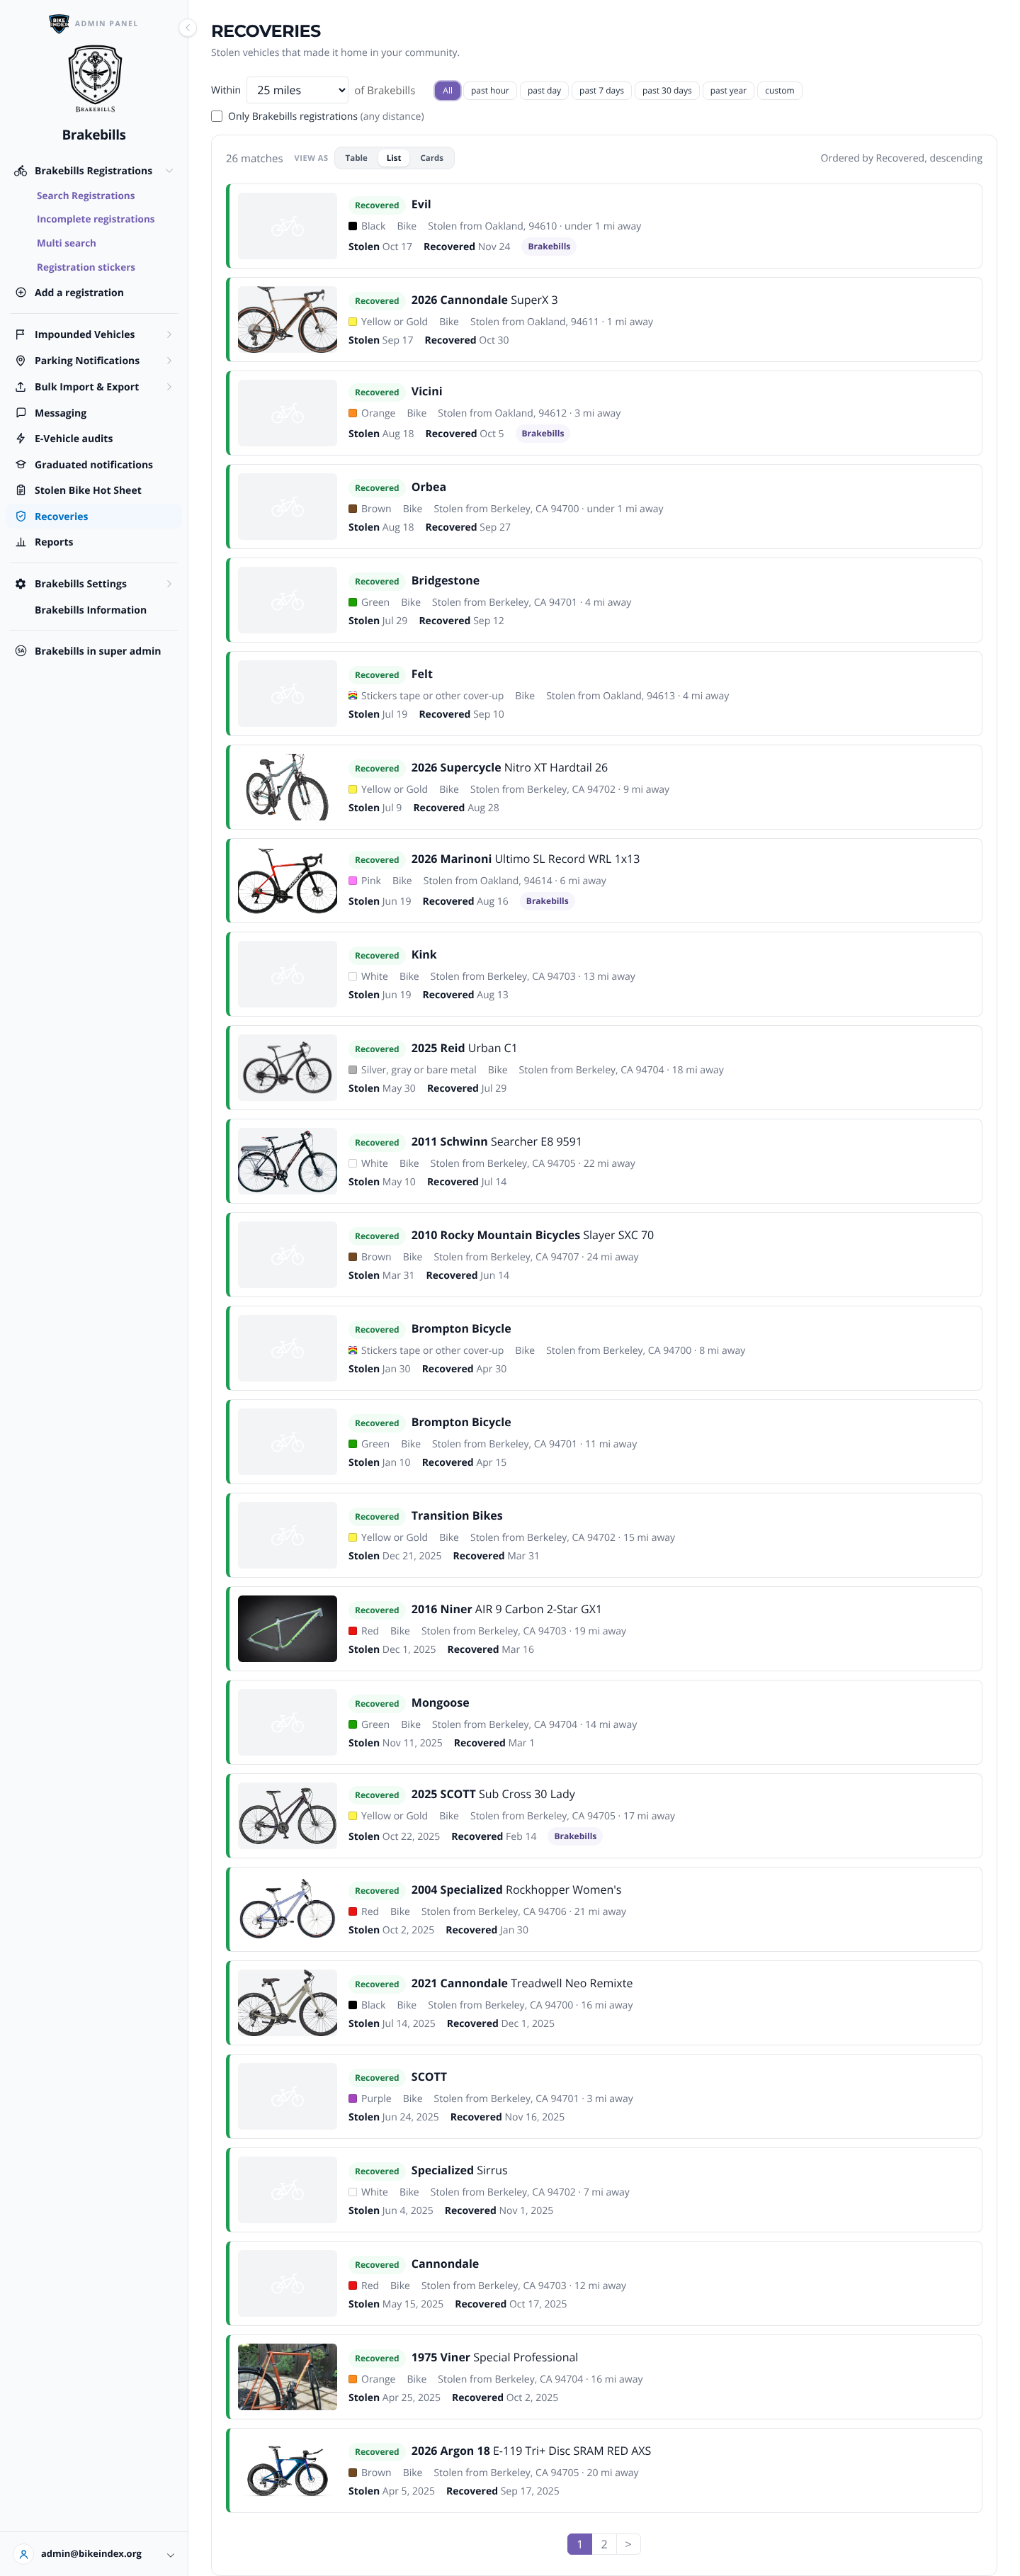 BIKE INDEX
ADMIN PANEL
BRAKEBILLS
Brakebills
Brakebills Registrations
Search Registrations
Incomplete registrations
Multi search
Registration stickers
Add a registration
Impounded Vehicles
Parking Notifications
Bulk Import & Export
Messaging
E-Vehicle audits
Graduated notifications
Stolen Bike Hot Sheet
Recoveries
Reports
Brakebills Settings
Brakebills Information
SA Brakebills in super admin
admin@bikeindex.org
RECOVERIES
Stolen vehicles that made it home in your community.
Within 25 miles of Brakebills All past hour past day past 7 days past 30 days past year custom
Only Brakebills registrations (any distance)
26 matches VIEW AS Table List Cards Ordered by Recovered, descending
Recovered Evil
Black Bike Stolen from Oakland, 94610 · under 1 mi away
Stolen Oct 17 Recovered Nov 24 Brakebills
Recovered 2026 Cannondale SuperX 3
Yellow or Gold Bike Stolen from Oakland, 94611 · 1 mi away
Stolen Sep 17 Recovered Oct 30
Recovered Vicini
Orange Bike Stolen from Oakland, 94612 · 3 mi away
Stolen Aug 18 Recovered Oct 5 Brakebills
Recovered Orbea
Brown Bike Stolen from Berkeley, CA 94700 · under 1 mi away
Stolen Aug 18 Recovered Sep 27
Recovered Bridgestone
Green Bike Stolen from Berkeley, CA 94701 · 4 mi away
Stolen Jul 29 Recovered Sep 12
Recovered Felt
Stickers tape or other cover-up Bike Stolen from Oakland, 94613 · 4 mi away
Stolen Jul 19 Recovered Sep 10
Recovered 2026 Supercycle Nitro XT Hardtail 26
Yellow or Gold Bike Stolen from Berkeley, CA 94702 · 9 mi away
Stolen Jul 9 Recovered Aug 28
Recovered 2026 Marinoni Ultimo SL Record WRL 1x13
Pink Bike Stolen from Oakland, 94614 · 6 mi away
Stolen Jun 19 Recovered Aug 16 Brakebills
Recovered Kink
White Bike Stolen from Berkeley, CA 94703 · 13 mi away
Stolen Jun 19 Recovered Aug 13
Recovered 2025 Reid Urban C1
Silver, gray or bare metal Bike Stolen from Berkeley, CA 94704 · 18 mi away
Stolen May 30 Recovered Jul 29
Recovered 2011 Schwinn Searcher E8 9591
White Bike Stolen from Berkeley, CA 94705 · 22 mi away
Stolen May 10 Recovered Jul 14
Recovered 2010 Rocky Mountain Bicycles Slayer SXC 70
Brown Bike Stolen from Berkeley, CA 94707 · 24 mi away
Stolen Mar 31 Recovered Jun 14
Recovered Brompton Bicycle
Stickers tape or other cover-up Bike Stolen from Berkeley, CA 94700 · 8 mi away
Stolen Jan 30 Recovered Apr 30
Recovered Brompton Bicycle
Green Bike Stolen from Berkeley, CA 94701 · 11 mi away
Stolen Jan 10 Recovered Apr 15
Recovered Transition Bikes
Yellow or Gold Bike Stolen from Berkeley, CA 94702 · 15 mi away
Stolen Dec 21, 2025 Recovered Mar 31
Recovered 2016 Niner AIR 9 Carbon 2-Star GX1
Red Bike Stolen from Berkeley, CA 94703 · 19 mi away
Stolen Dec 1, 2025 Recovered Mar 16
Recovered Mongoose
Green Bike Stolen from Berkeley, CA 94704 · 14 mi away
Stolen Nov 11, 2025 Recovered Mar 1
Recovered 2025 SCOTT Sub Cross 30 Lady
Yellow or Gold Bike Stolen from Berkeley, CA 94705 · 17 mi away
Stolen Oct 22, 2025 Recovered Feb 14 Brakebills
Recovered 2004 Specialized Rockhopper Women's
Red Bike Stolen from Berkeley, CA 94706 · 21 mi away
Stolen Oct 2, 2025 Recovered Jan 30
Recovered 2021 Cannondale Treadwell Neo Remixte
Black Bike Stolen from Berkeley, CA 94700 · 16 mi away
Stolen Jul 14, 2025 Recovered Dec 1, 2025
Recovered SCOTT
Purple Bike Stolen from Berkeley, CA 94701 · 3 mi away
Stolen Jun 24, 2025 Recovered Nov 16, 2025
Recovered Specialized Sirrus
White Bike Stolen from Berkeley, CA 94702 · 7 mi away
Stolen Jun 4, 2025 Recovered Nov 1, 2025
Recovered Cannondale
Red Bike Stolen from Berkeley, CA 94703 · 12 mi away
Stolen May 15, 2025 Recovered Oct 17, 2025
Recovered 1975 Viner Special Professional
Orange Bike Stolen from Berkeley, CA 94704 · 16 mi away
Stolen Apr 25, 2025 Recovered Oct 2, 2025
Recovered 2026 Argon 18 E-119 Tri+ Disc SRAM RED AXS
Brown Bike Stolen from Berkeley, CA 94705 · 20 mi away
Stolen Apr 5, 2025 Recovered Sep 17, 2025
1 2 >